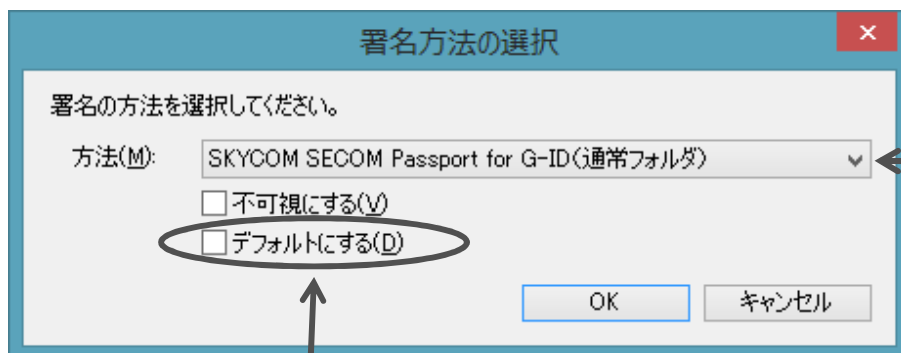 署名方法の選択
署名の方法を選択してください。
方法(M): SKYCOM SECOM Passport for G-ID(通常フォルダ)
不可視にする(V)
デフォルトにする(D)
OK キャンセル